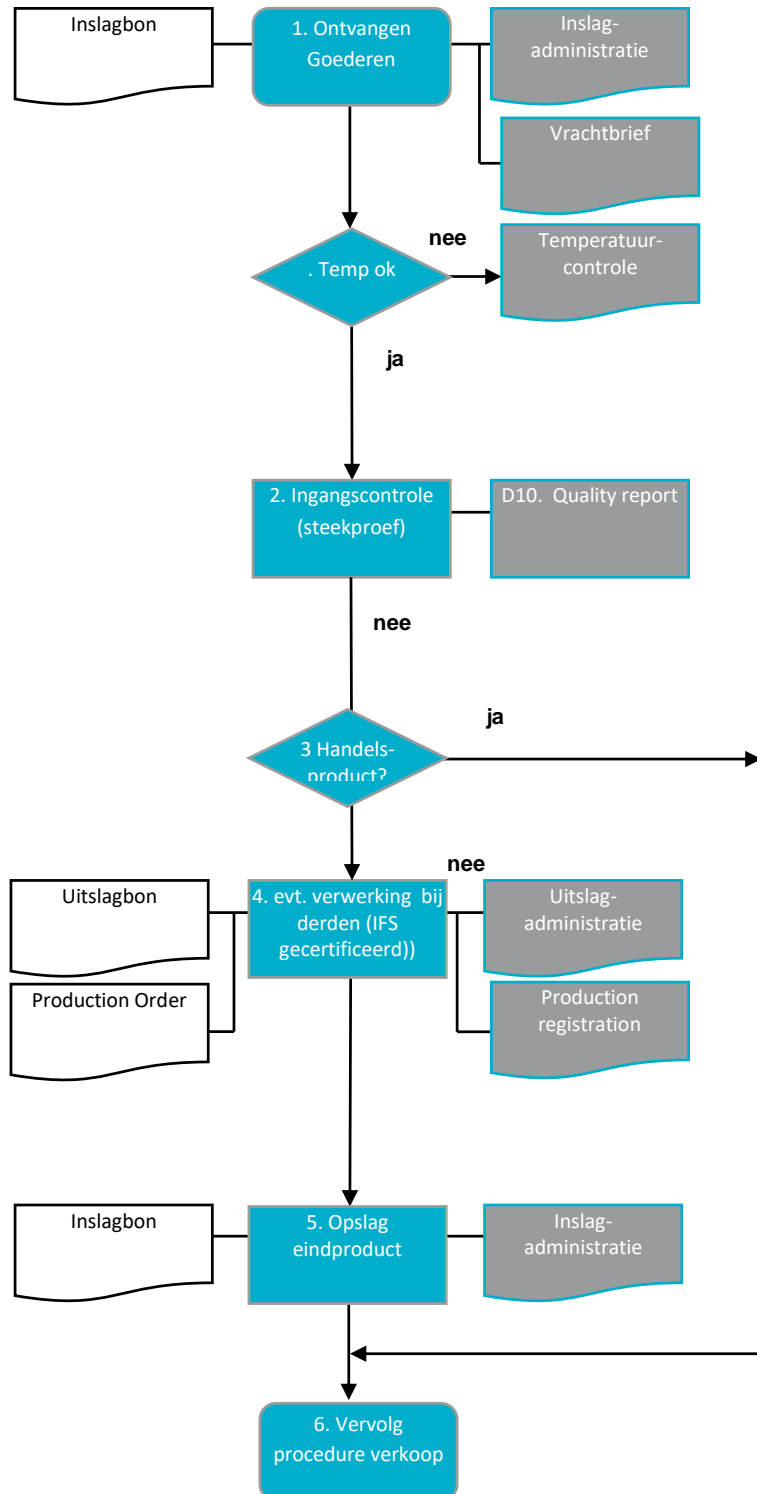 Inslagbon
1. Ontvangen
Goederen
Inslag-
administratie
Vrachtbrief
nee
. Temp ok
Temperatuur-
controle
ja
2. Ingangscontrole
(steekproef)
D10. Quality report
nee
ja
3 Handels-
product?
nee
Uitslagbon
4. evt. verwerking bij
derden (IFS
gecertificeerd))
Uitslag-
administratie
Production Order
Production
registration
Inslagbon
5. Opslag
eindproduct
Inslag-
administratie
6. Vervolg
procedure verkoop